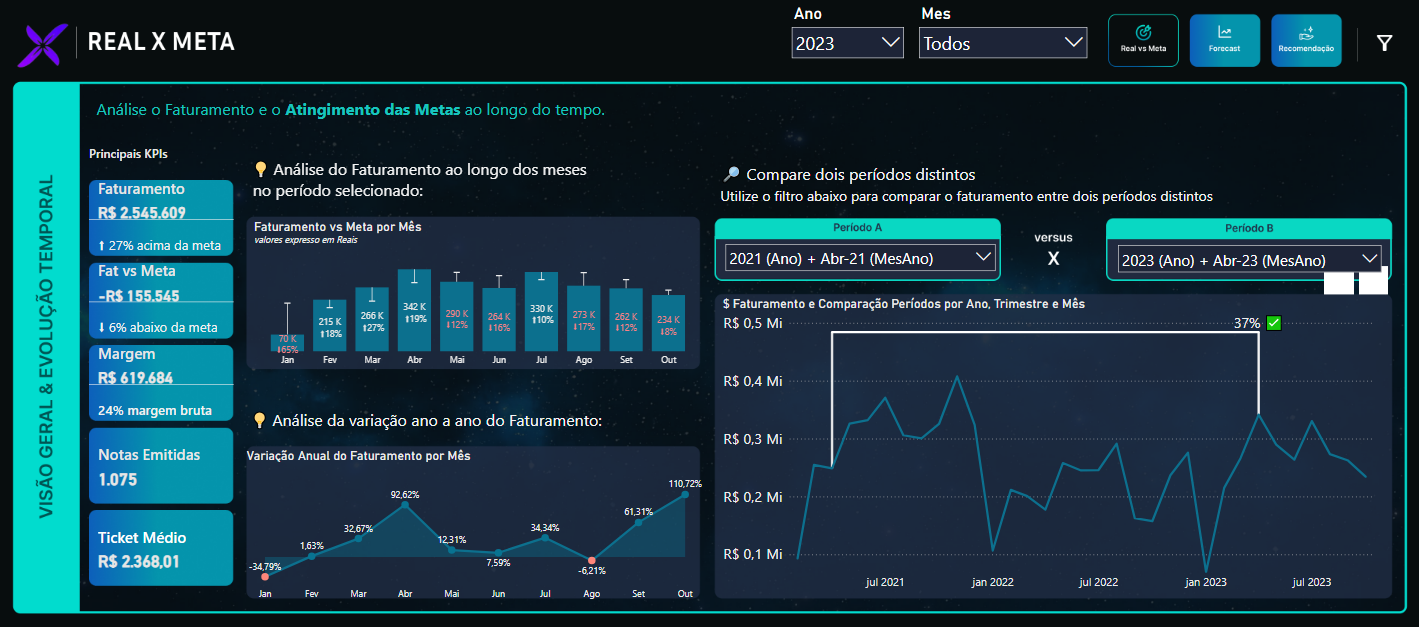 REAL X META
Ano
2023
Mes
Todos
Real vs Meta
Forecast
Recomendação
VISÃO GERAL & EVOLUÇÃO TEMPORAL
Análise o Faturamento e o Atingimento das Metas ao longo do tempo.
Principais KPIs
Faturamento
R$ 2.545.609
⬆ 27% acima da meta
Fat vs Meta
-R$ 155.545
⬇ 6% abaixo da meta
Margem
R$ 619.684
24% margem bruta
Notas Emitidas
1.075
Ticket Médio
R$ 2.368,01
💡 Análise do Faturamento ao longo dos meses
no período selecionado:
Faturamento vs Meta por Mês
valores expresso em Reais
70 K
⬇65%
Jan
215 K
⬆18%
Fev
266 K
⬆27%
Mar
342 K
⬆19%
Abr
290 K
⬇12%
Mai
264 K
⬇16%
Jun
330 K
⬆10%
Jul
273 K
⬇17%
Ago
262 K
⬇12%
Set
234 K
⬇8%
Out
💡 Análise da variação ano a ano do Faturamento:
Variação Anual do Faturamento por Mês
-34,79%
1,63%
32,67%
92,62%
12,31%
7,59%
34,34%
-6,21%
61,31%
110,72%
Jan Fev Mar Abr Mai Jun Jul Ago Set Out
🔎 Compare dois períodos distintos
Utilize o filtro abaixo para comparar o faturamento entre dois períodos distintos
Período A
2021 (Ano) + Abr-21 (MesAno)
versus
X
Período B
2023 (Ano) + Abr-23 (MesAno)
$ Faturamento e Comparação Períodos por Ano, Trimestre e Mês
37% ✅
R$ 0,5 Mi
R$ 0,4 Mi
R$ 0,3 Mi
R$ 0,2 Mi
R$ 0,1 Mi
jul 2021 jan 2022 jul 2022 jan 2023 jul 2023